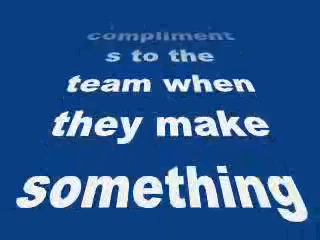 compliment
s to the
team when
they make
something